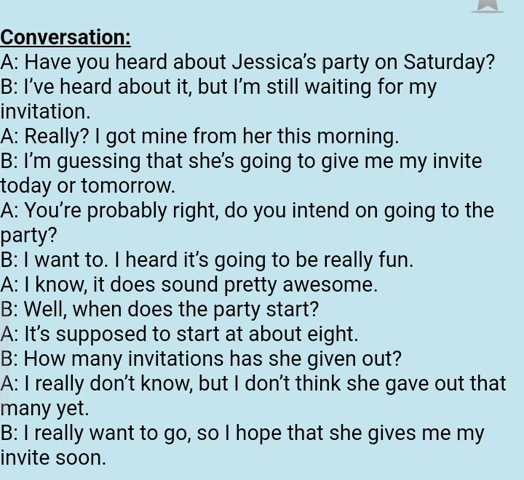 Conversation:
A: Have you heard about Jessica’s party on Saturday?
B: I’ve heard about it, but I’m still waiting for my
invitation.
A: Really? I got mine from her this morning.
B: I’m guessing that she’s going to give me my invite
today or tomorrow.
A: You’re probably right, do you intend on going to the
party?
B: I want to. I heard it’s going to be really fun.
A: I know, it does sound pretty awesome.
B: Well, when does the party start?
A: It’s supposed to start at about eight.
B: How many invitations has she given out?
A: I really don’t know, but I don’t think she gave out that
many yet.
B: I really want to go, so I hope that she gives me my
invite soon.